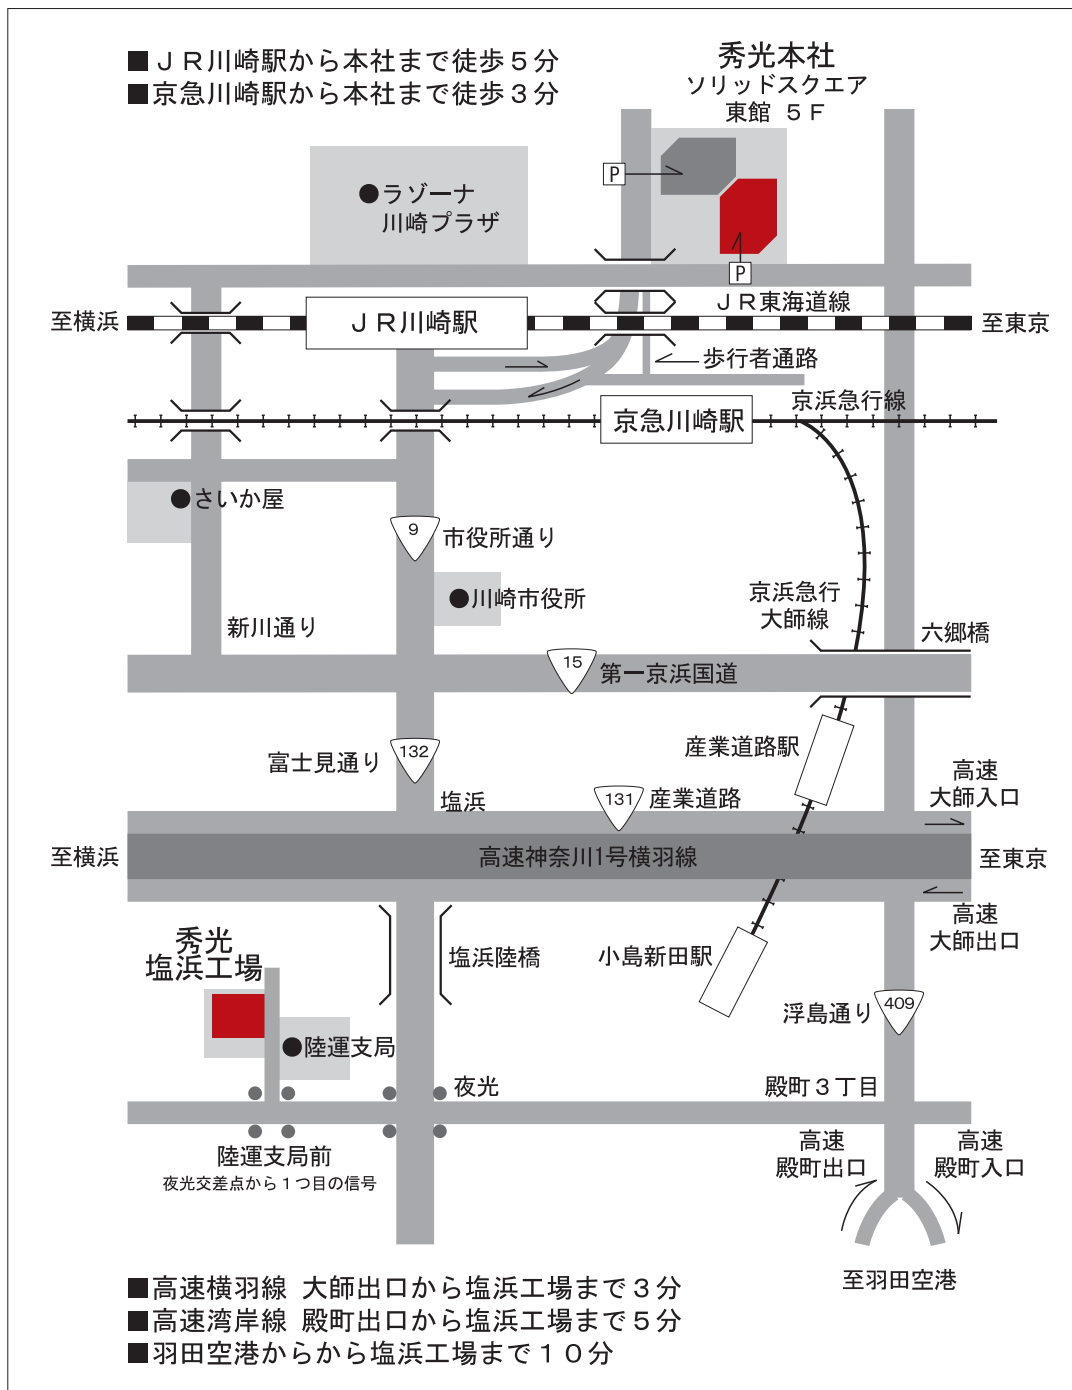 ■ＪＲ川崎駅から本社まで徒歩５分
■京急川崎駅から本社まで徒歩３分
秀光本社
ソリッドスクエア
東館 ５Ｆ
P
●ラゾーナ
川崎プラザ
P
ＪＲ東海道線
至横浜
ＪＲ川崎駅
至東京
歩行者通路
京浜急行線
京急川崎駅
●さいか屋
9
市役所通り
京浜急行
大師線
●川崎市役所
新川通り
六郷橋
15
第一京浜国道
富士見通り
132
産業道路駅
高速
大師入口
塩浜
131
産業道路
至横浜
高速神奈川1号横羽線
至東京
高速
大師出口
秀光
塩浜工場
塩浜陸橋
小島新田駅
浮島通り
409
●陸運支局
夜光
殿町３丁目
陸運支局前
夜光交差点から１つ目の信号
高速
殿町出口
高速
殿町入口
至羽田空港
■高速横羽線 大師出口から塩浜工場まで３分
■高速湾岸線 殿町出口から塩浜工場まで５分
■羽田空港からから塩浜工場まで１０分